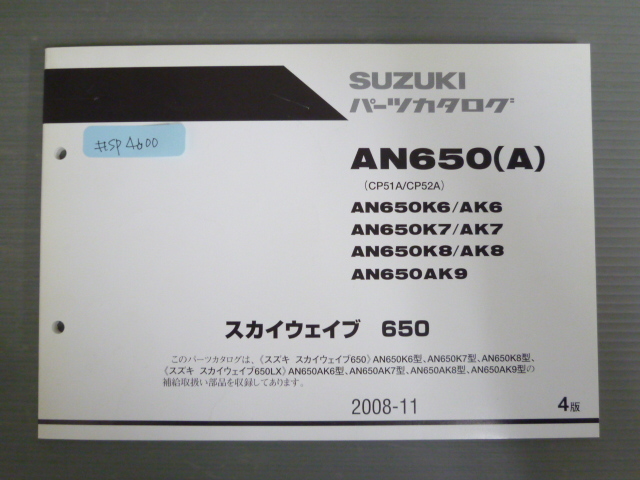 SUZUKI
パーツカタログ
#SP4600
AN650(A)
(CP51A/CP52A)
AN650K6/AK6
AN650K7/AK7
AN650K8/AK8
AN650AK9
スカイウェイブ 650
このパーツカタログは、《スズキ スカイウェイブ650》AN650K6型、AN650K7型、AN650K8型、
《スズキ スカイウェイブ650LX》AN650AK6型、AN650AK7型、AN650AK8型、AN650AK9型の
補給取扱い部品を収録してあります。
2008-11
4版